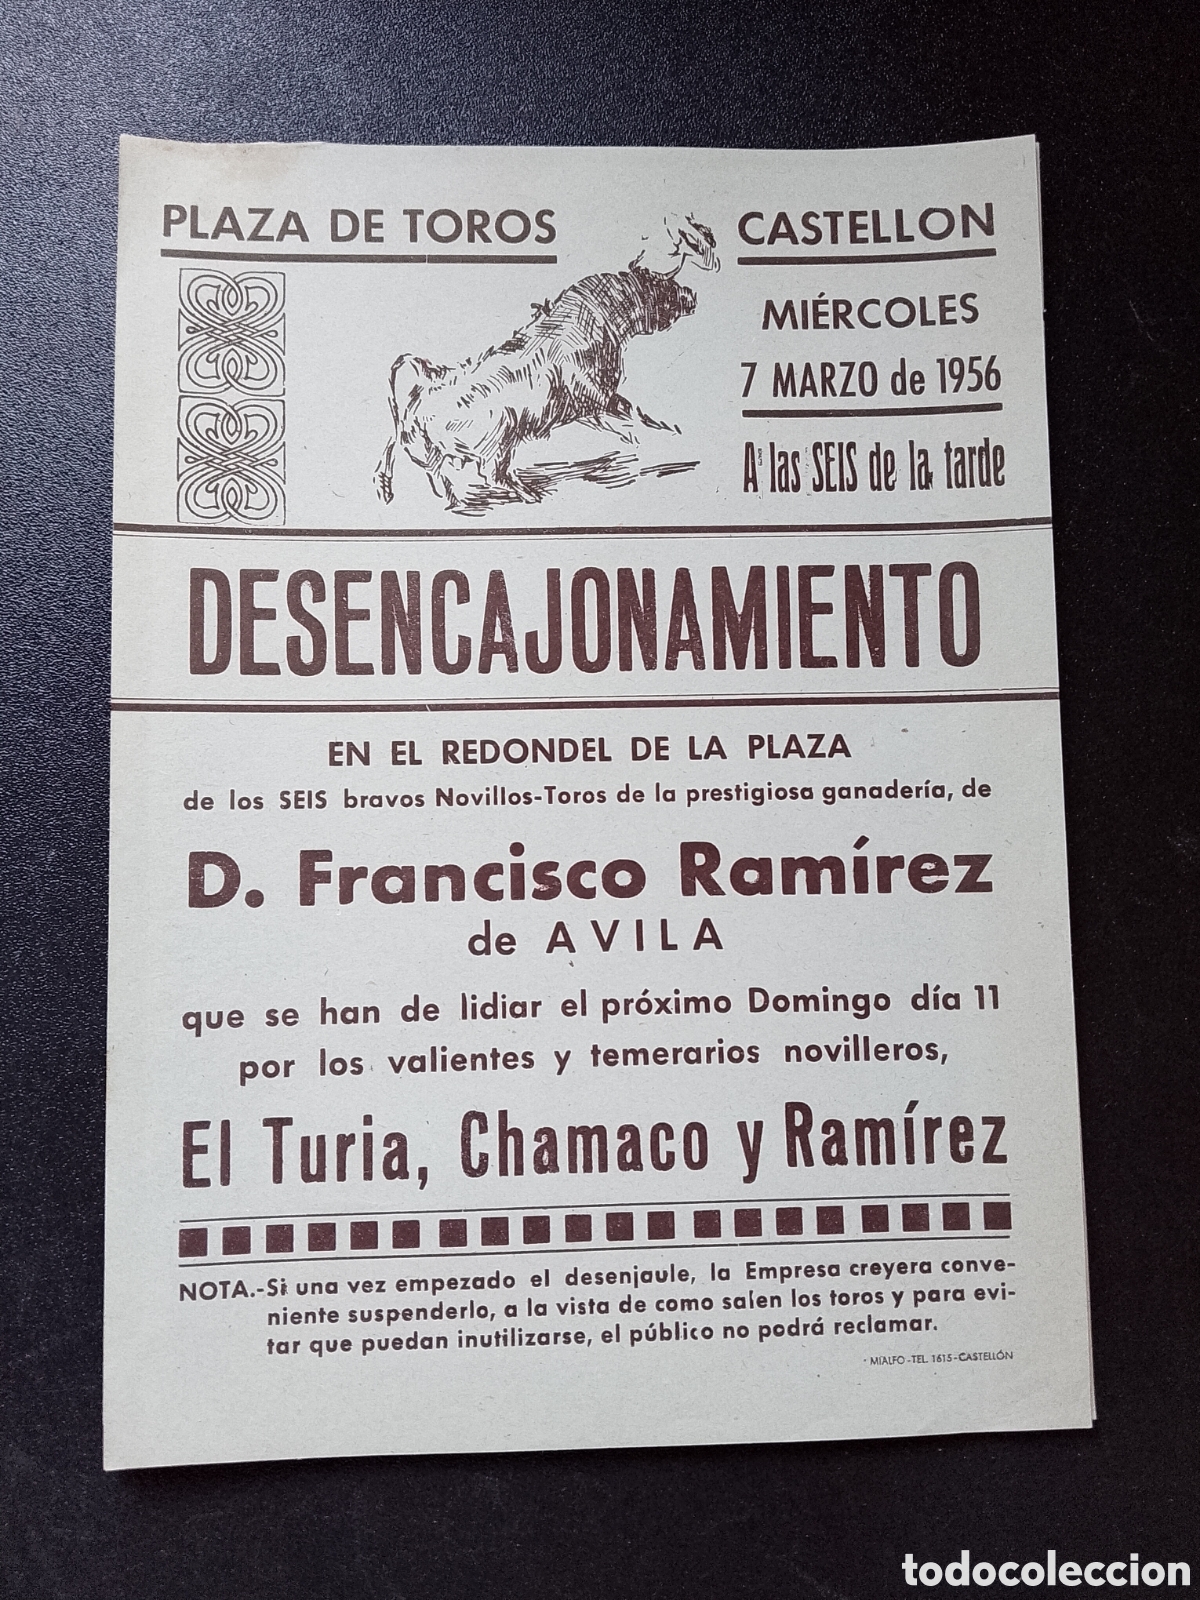 PLAZA DE TOROS
CASTELLON
MIÉRCOLES
7 MARZO de 1956
A las SEIS de la tarde
DESENCAJONAMIENTO
EN EL REDONDEL DE LA PLAZA
de los SEIS bravos Novillos-Toros de la prestigiosa ganadería, de
D. Francisco Ramírez
de AVILA
que se han de lidiar el próximo Domingo día 11
por los valientes y temerarios novilleros,
El Turia, Chamaco y Ramírez
NOTA.-Si una vez empezado el desenjaule, la Empresa creyera conve-
niente suspenderlo, a la vista de como salen los toros y para evi-
tar que puedan inutilizarse, el público no podrá reclamar.
MIALFO-TEL. 1615-CASTELLÓN
todocoleccion